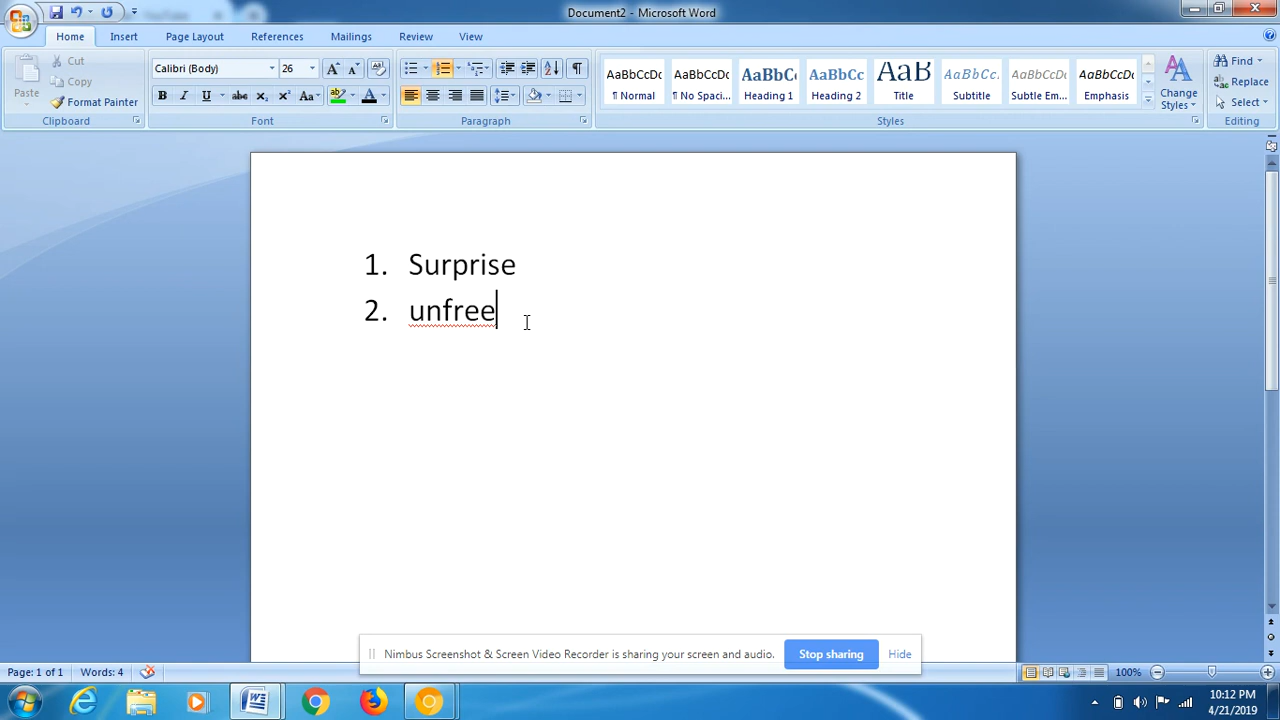 Document2 - Microsoft Word
Home Insert Page Layout References Mailings Review View
Cut
Copy
Paste
Format Painter
Clipboard
Calibri (Body) 26
Font
Paragraph
AaBbCcDc AaBbCcDc AaBbCc AaBbCc AaB AaBbCc. AaBbCcDc AaBbCcDc
¶ Normal ¶ No Spaci... Heading 1 Heading 2 Title Subtitle Subtle Em... Emphasis
Change Styles
Styles
Find
Replace
Select
Editing
1. Surprise
2. unfree
Nimbus Screenshot & Screen Video Recorder is sharing your screen and audio. Stop sharing Hide
Page: 1 of 1 Words: 4 100%
10:12 PM
4/21/2019